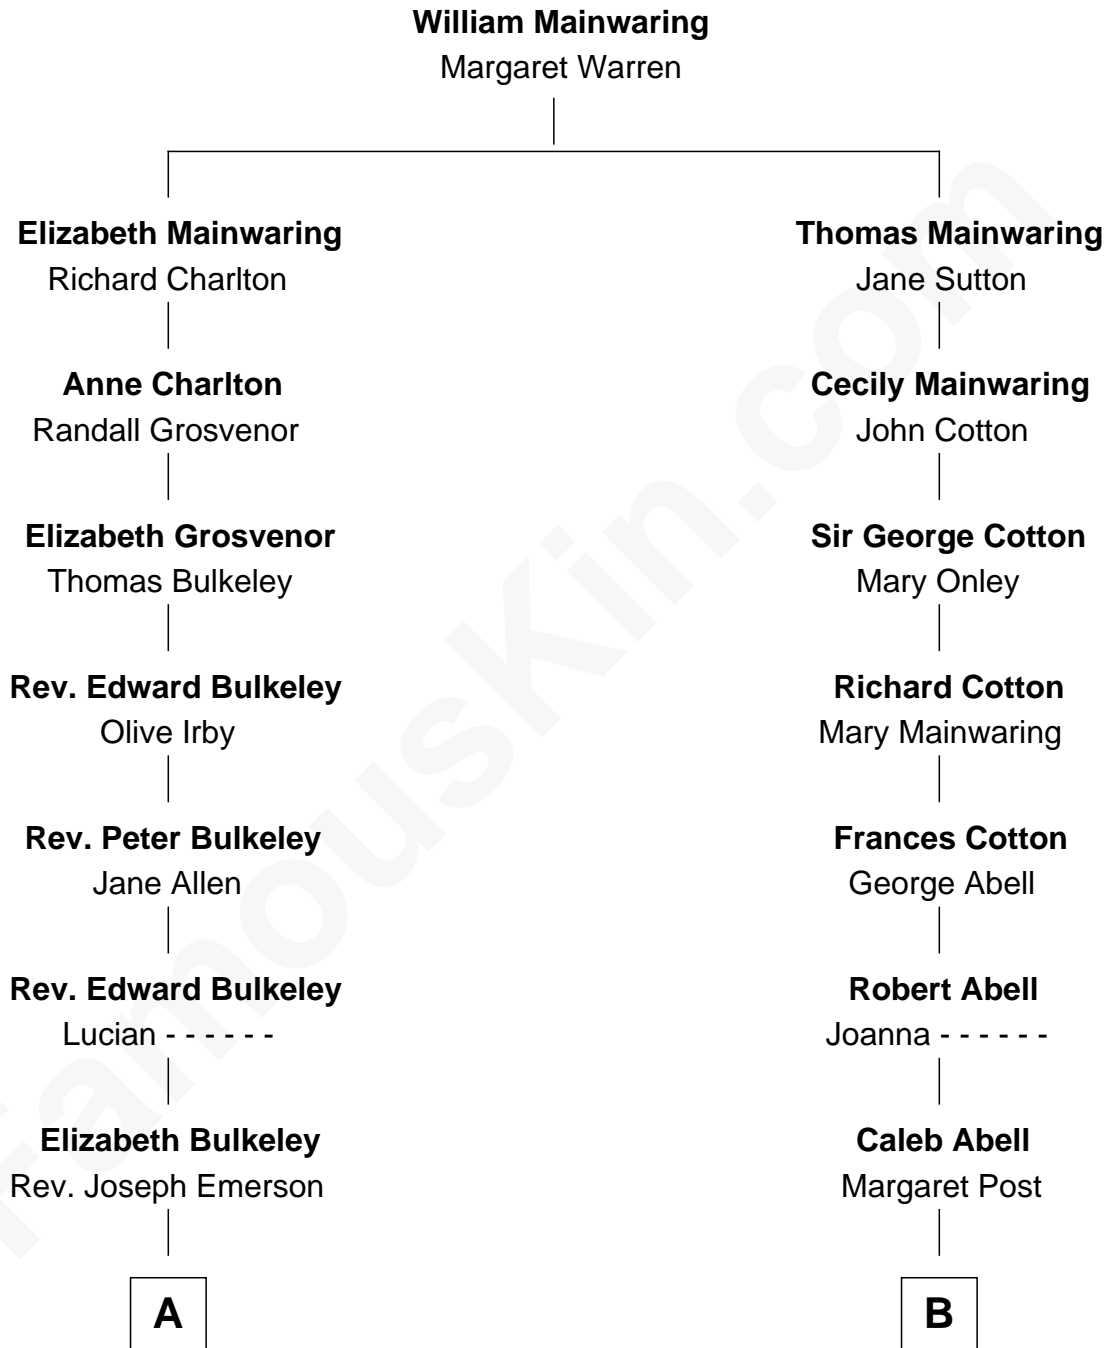 William Mainwaring
Margaret Warren
Elizabeth Mainwaring
Richard Charlton
Thomas Mainwaring
Jane Sutton
Anne Charlton
Randall Grosvenor
Cecily Mainwaring
John Cotton
Elizabeth Grosvenor
Thomas Bulkeley
Sir George Cotton
Mary Onley
Rev. Edward Bulkeley
Olive Irby
Richard Cotton
Mary Mainwaring
Rev. Peter Bulkeley
Jane Allen
Frances Cotton
George Abell
Rev. Edward Bulkeley
Lucian - - - - - -
Robert Abell
Joanna - - - - - -
Elizabeth Bulkeley
Rev. Joseph Emerson
Caleb Abell
Margaret Post
A
B
FamousKin.com